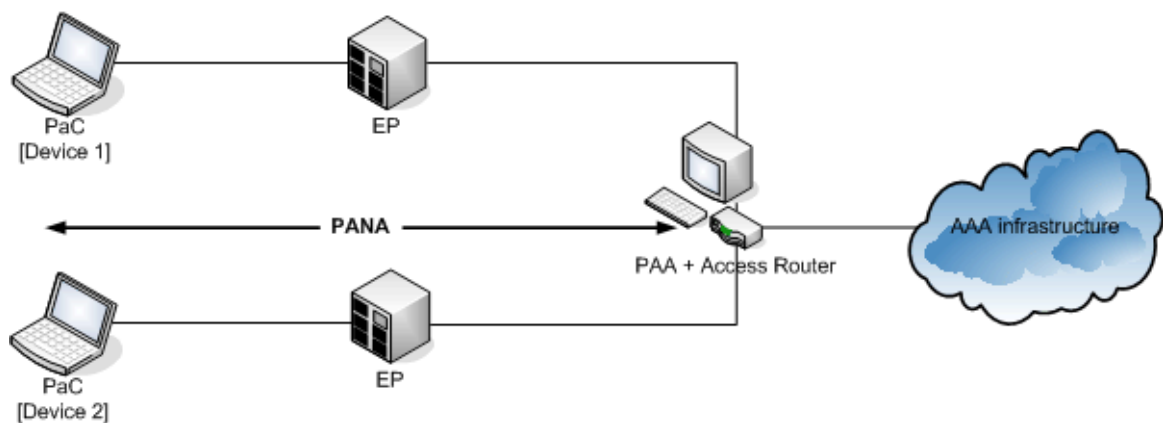 PaC
[Device 1]
EP
PANA
PAA + Access Router
AAA infrastructure
PaC
[Device 2]
EP